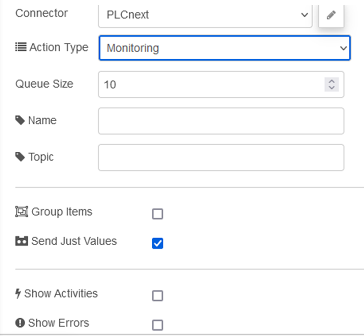 Connector PLCnext
Action Type Monitoring
Queue Size 10
Name
Topic
Group Items
Send Just Values
Show Activities
Show Errors